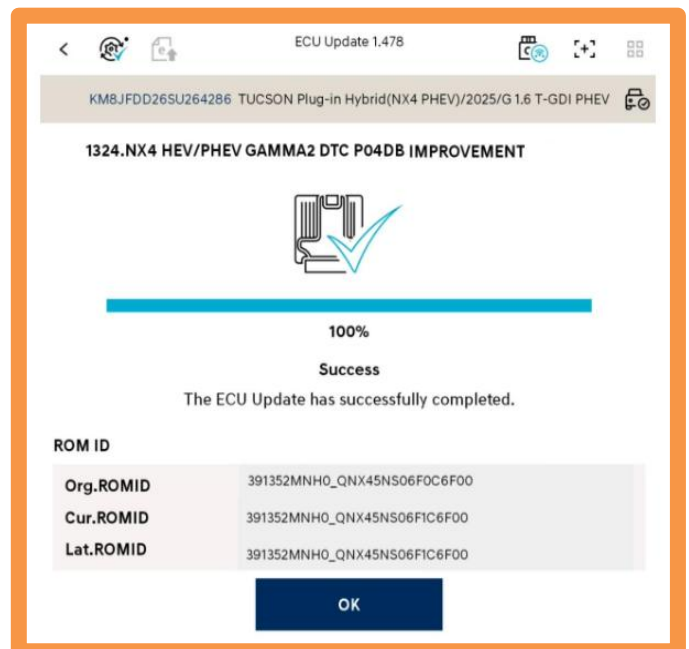 ECU Update 1.478
KM8JFDD26SU264286 TUCSON Plug-in Hybrid(NX4 PHEV)/2025/G 1.6 T-GDI PHEV
1324.NX4 HEV/PHEV GAMMA2 DTC P04DB IMPROVEMENT
100%
Success
The ECU Update has successfully completed.
ROM ID
Org.ROMID 391352MNH0_QNX45NS06F0C6F00
Cur.ROMID 391352MNH0_QNX45NS06F1C6F00
Lat.ROMID 391352MNH0_QNX45NS06F1C6F00
OK